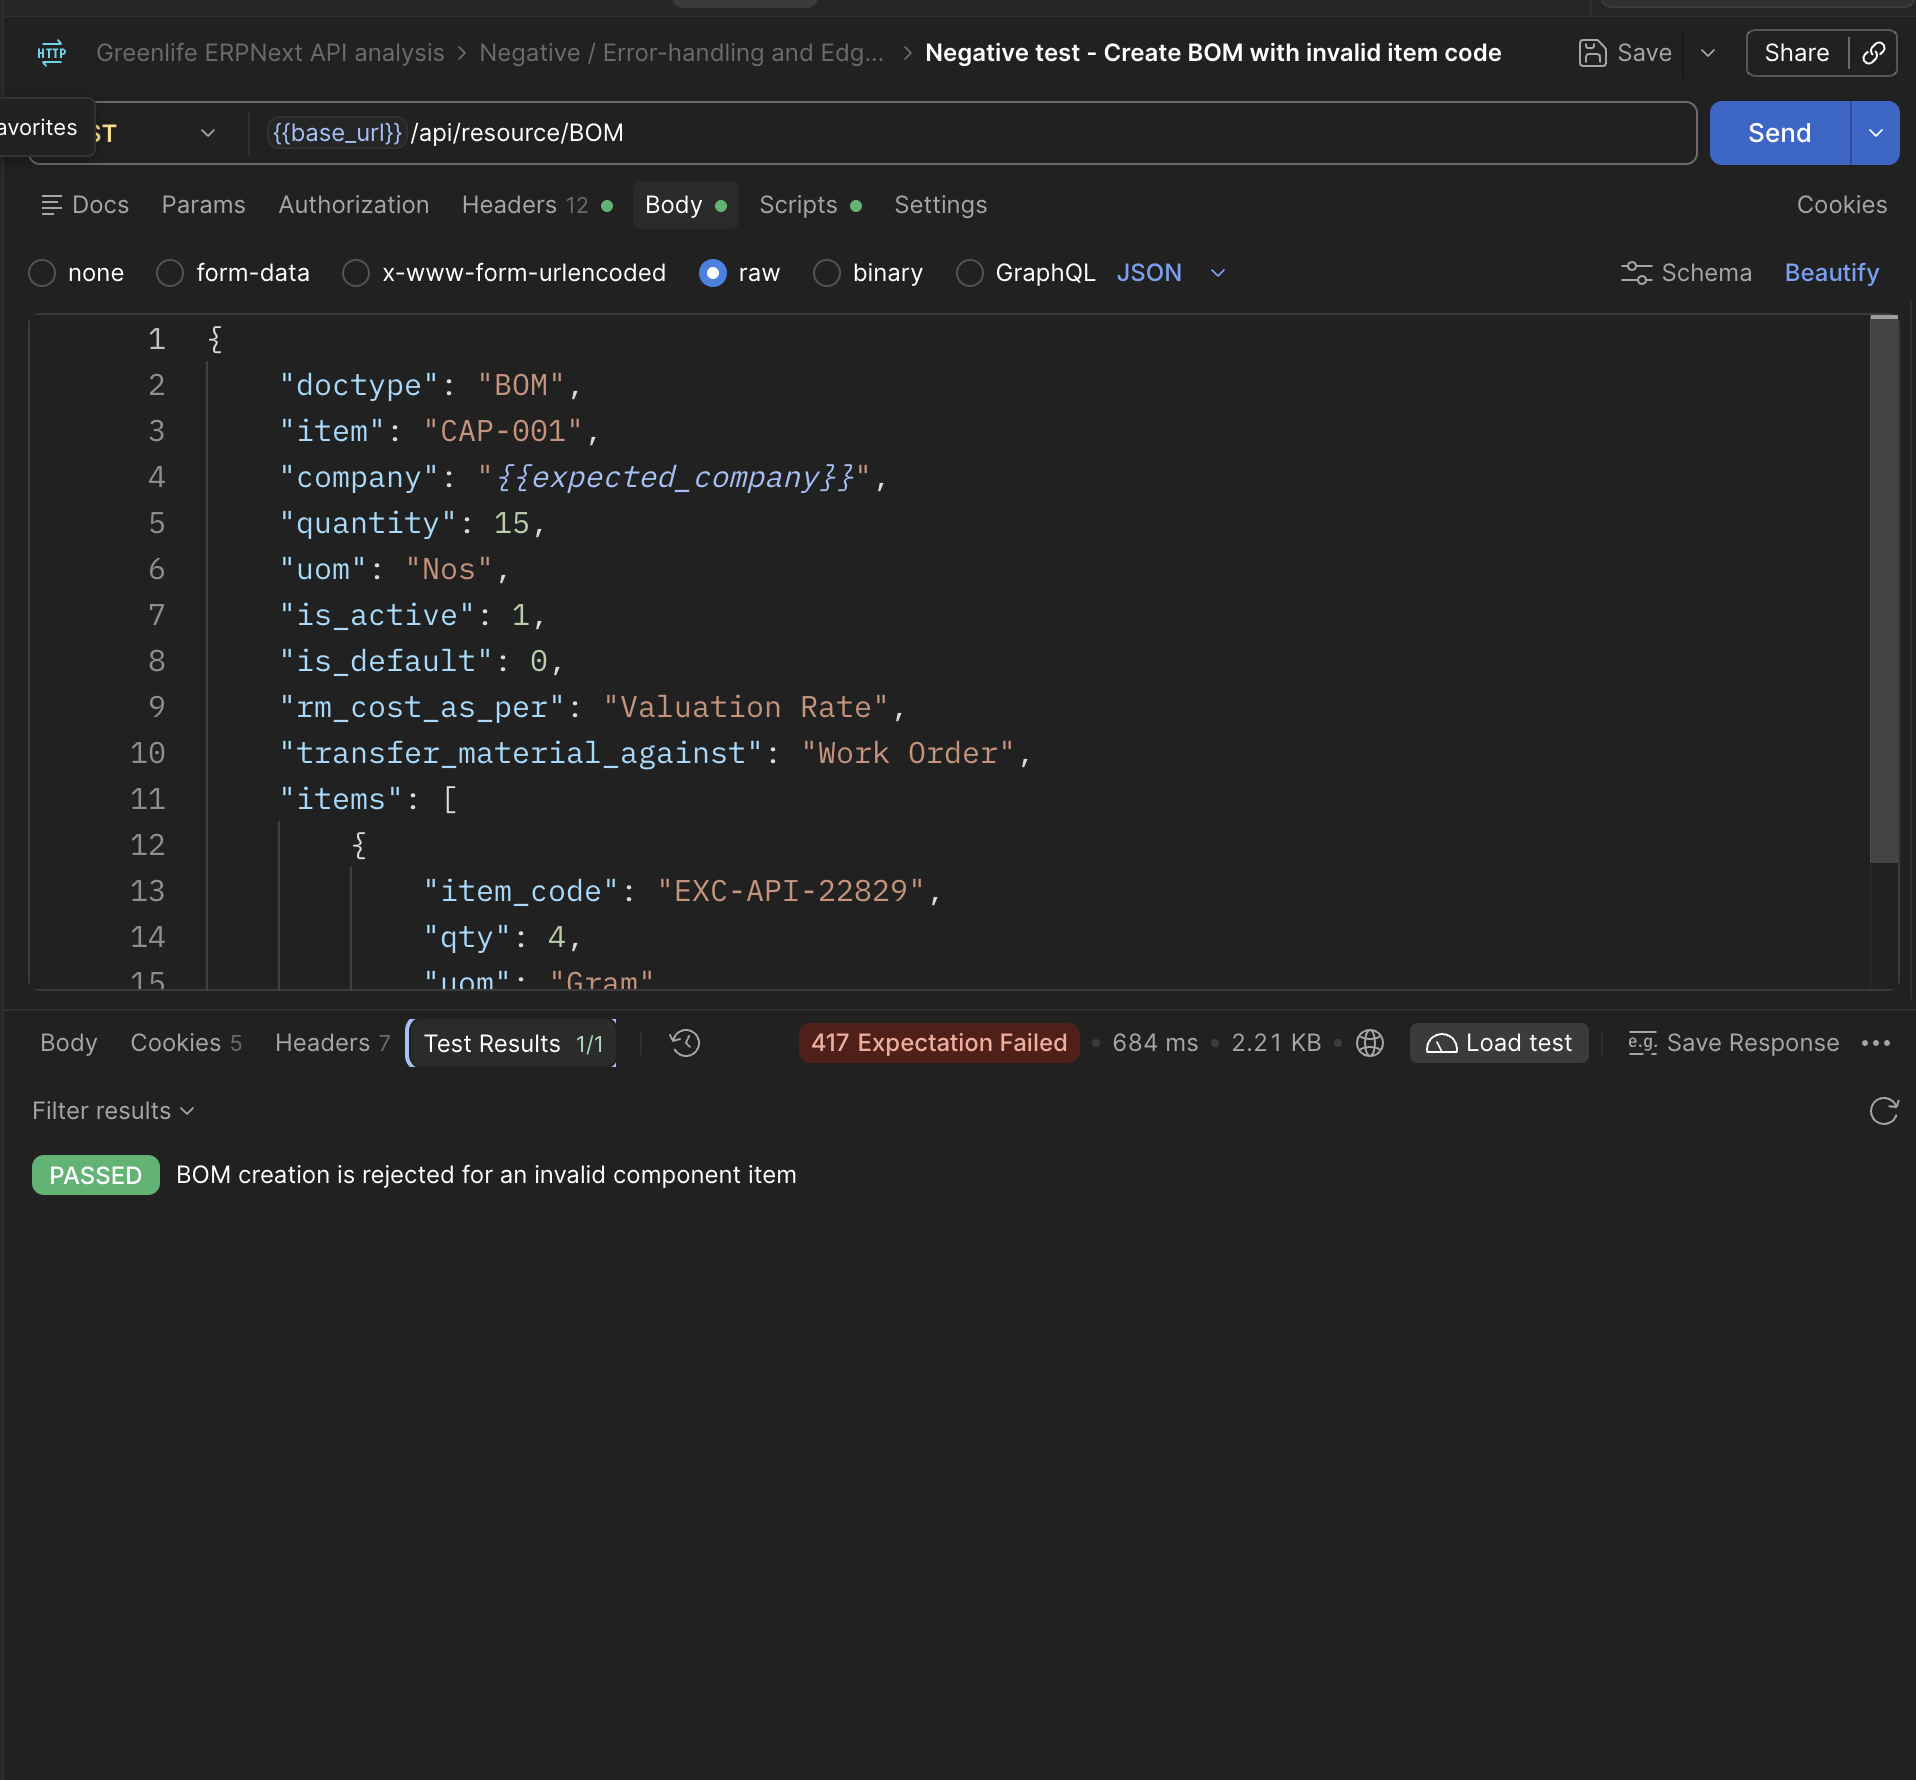 HTTP Greenlife ERPNext API analysis > Negative / Error-handling and Edg... > Negative test - Create BOM with invalid item code Save Share
avorites ST {{base_url}} /api/resource/BOM Send
Docs Params Authorization Headers 12 Body Scripts Settings Cookies
none form-data x-www-form-urlencoded raw binary GraphQL JSON Schema Beautify
1 {
2 "doctype": "BOM",
3 "item": "CAP-001",
4 "company": "{{expected_company}}",
5 "quantity": 15,
6 "uom": "Nos",
7 "is_active": 1,
8 "is_default": 0,
9 "rm_cost_as_per": "Valuation Rate",
10 "transfer_material_against": "Work Order",
11 "items": [
12 {
13 "item_code": "EXC-API-22829",
14 "qty": 4,
15 "uom": "Gram"
Body Cookies 5 Headers 7 Test Results 1/1 417 Expectation Failed • 684 ms • 2.21 KB • Load test e.g. Save Response
Filter results
PASSED BOM creation is rejected for an invalid component item